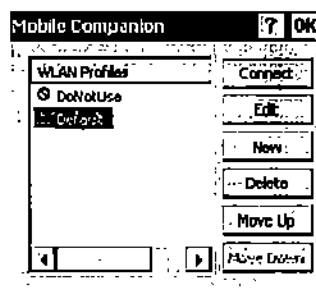 Mobile Companion ? OK
WLAN Profiles
DoNotUse
Default
Connect
Edit
New
Delete
Move Up
Move Down